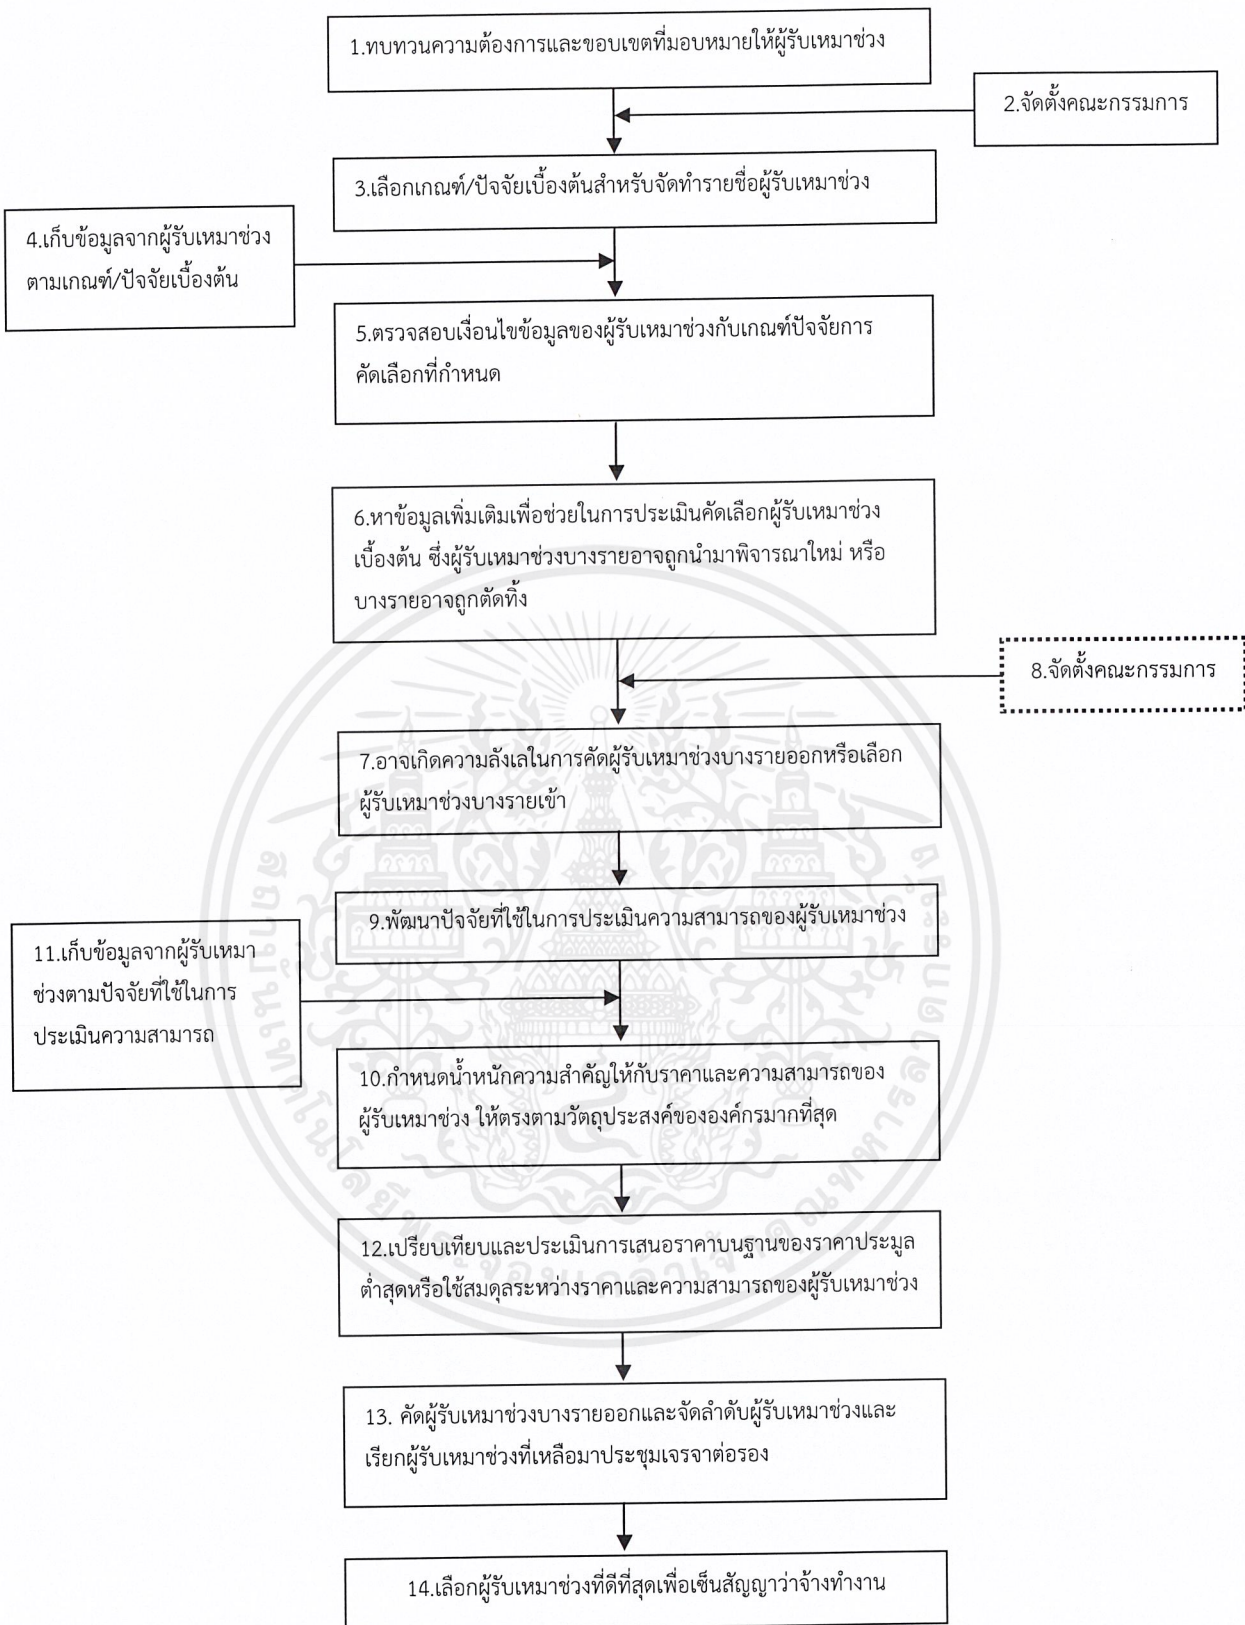 1.ทบทวนความต้องการและขอบเขตที่มอบหมายให้ผู้รับเหมาช่วง
2.จัดตั้งคณะกรรมการ
3.เลือกเกณฑ์/ปัจจัยเบื้องต้นสำหรับจัดทำรายชื่อผู้รับเหมาช่วง
4.เก็บข้อมูลจากผู้รับเหมาช่วง
ตามเกณฑ์/ปัจจัยเบื้องต้น
5.ตรวจสอบเงื่อนไขข้อมูลของผู้รับเหมาช่วงกับเกณฑ์ปัจจัยการ
คัดเลือกที่กำหนด
6.หาข้อมูลเพิ่มเติมเพื่อช่วยในการประเมินคัดเลือกผู้รับเหมาช่วง
เบื้องต้น ซึ่งผู้รับเหมาช่วงบางรายอาจถูกนำมาพิจารณาใหม่ หรือ
บางรายอาจถูกตัดทิ้ง
8.จัดตั้งคณะกรรมการ
7.อาจเกิดความลังเลในการคัดผู้รับเหมาช่วงบางรายออกหรือเลือก
ผู้รับเหมาช่วงบางรายเข้า
9.พัฒนาปัจจัยที่ใช้ในการประเมินความสามารถของผู้รับเหมาช่วง
11.เก็บข้อมูลจากผู้รับเหมา
ช่วงตามปัจจัยที่ใช้ในการ
ประเมินความสามารถ
10.กำหนดน้ำหนักความสำคัญให้กับราคาและความสามารถของ
ผู้รับเหมาช่วง ให้ตรงตามวัตถุประสงค์ขององค์กรมากที่สุด
12.เปรียบเทียบและประเมินการเสนอราคาบนฐานของราคาประมูล
ต่ำสุดหรือใช้สมดุลระหว่างราคาและความสามารถของผู้รับเหมาช่วง
13. คัดผู้รับเหมาช่วงบางรายออกและจัดลำดับผู้รับเหมาช่วงและ
เรียกผู้รับเหมาช่วงที่เหลือมาประชุมเจรจาต่อรอง
14.เลือกผู้รับเหมาช่วงที่ดีที่สุดเพื่อเซ็นสัญญาว่าจ้างทำงาน
สถาบันเทคโนโลยีพระจอมเกล้าเจ้าคุณทหารลาดกระบัง